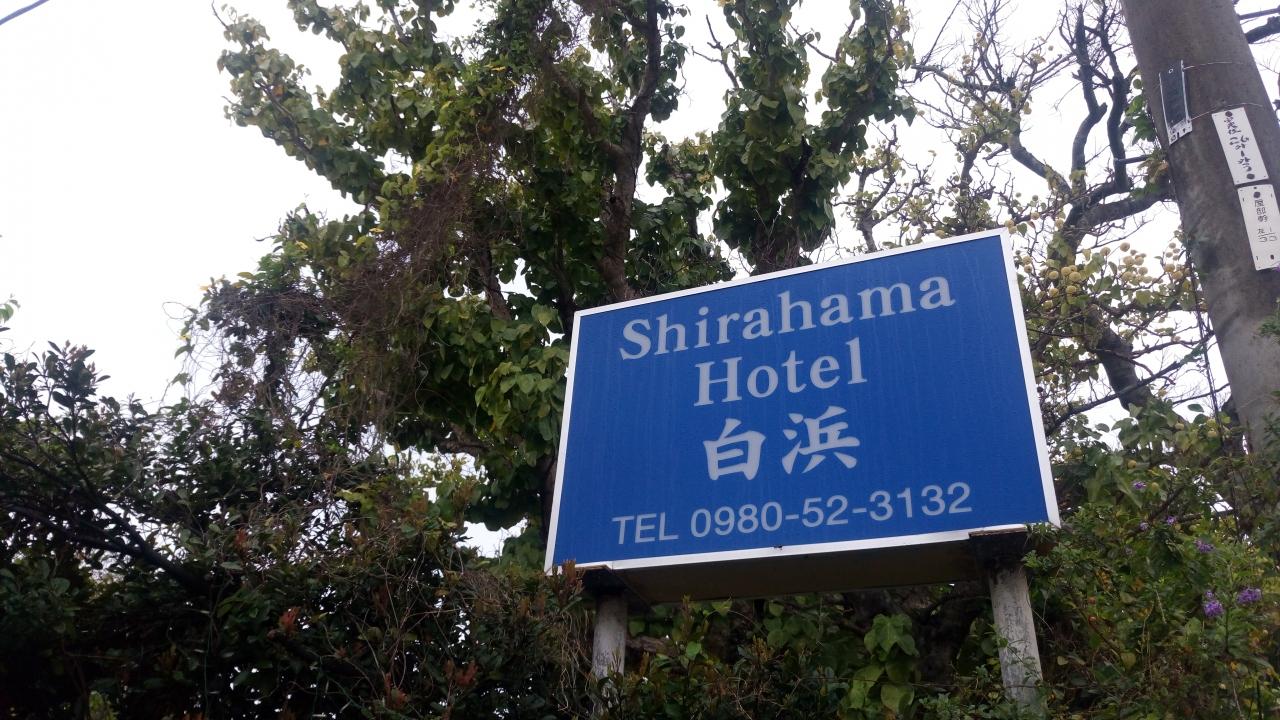 Shirahama
Hotel
白浜
TEL 0980-52-3132